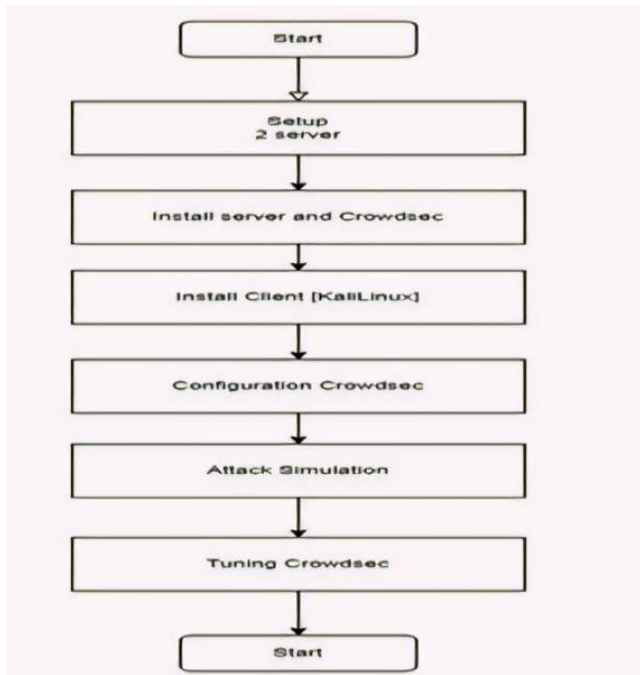 Start
Setup
2 server
Install server and Crowdsec
Install Client [KaliLinux]
Configuration Crowdsec
Attack Simulation
Tuning Crowdsec
Start